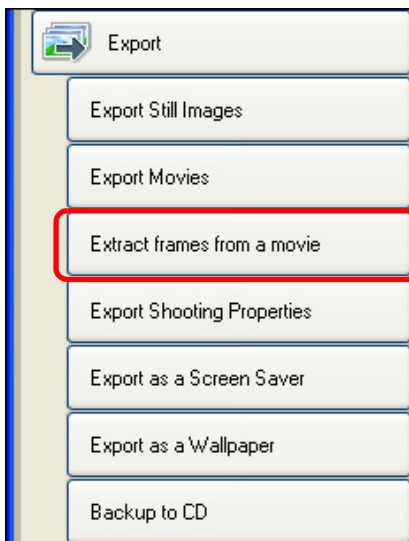 Export
Export Still Images
Export Movies
Extract frames from a movie
Export Shooting Properties
Export as a Screen Saver
Export as a Wallpaper
Backup to CD